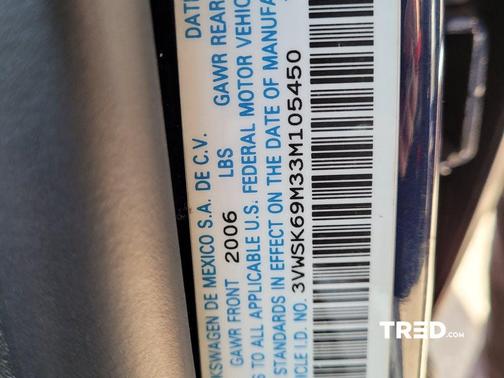 DATE
KSWAGEN DE MEXICO S.A. DE C.V.
GAWR FRONT 2006 LBS GAWR REAR
S TO ALL APPLICABLE U.S. FEDERAL MOTOR VEHIC
STANDARDS IN EFFECT ON THE DATE OF MANUFA
ICLE I.D. NO. 3VWSK69M33M105450
TRED.COM